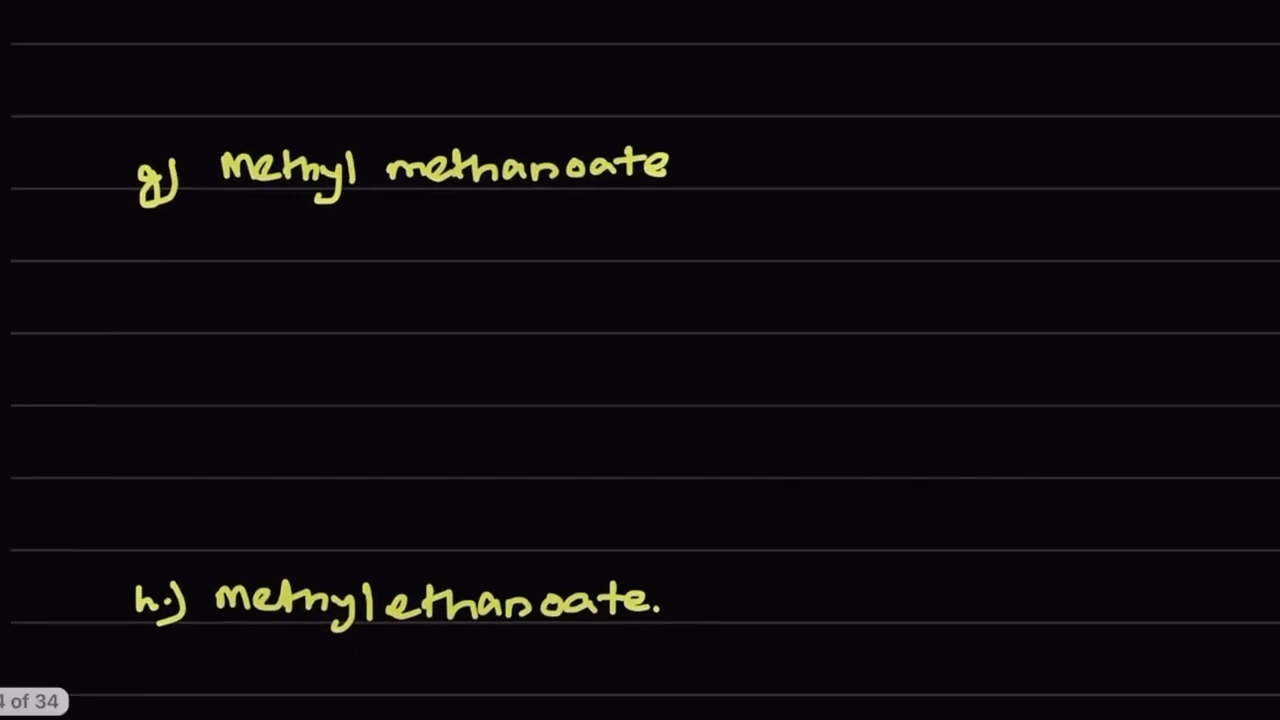 g) Methyl methanoate
h.) methyl ethanoate.
4 of 34